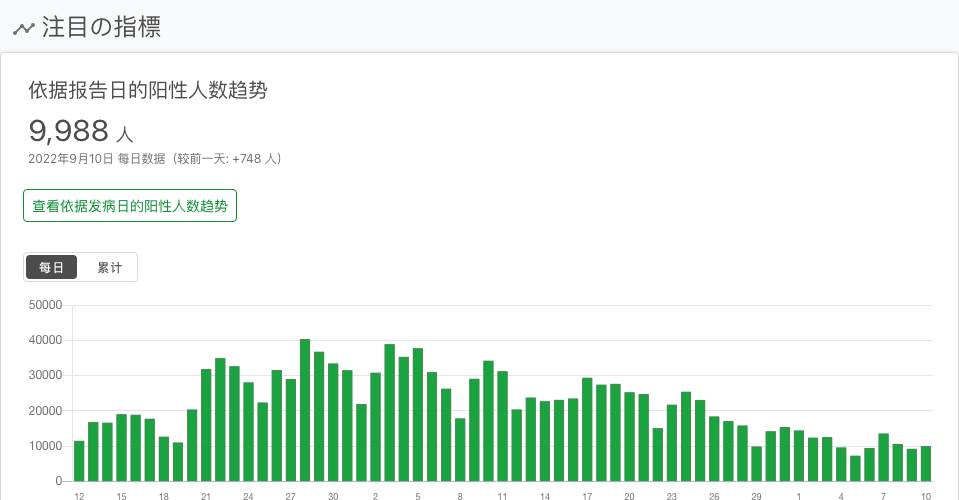 注目の指標
依据报告日的阳性人数趋势
9,988 人
2022年9月10日 每日数据（较前一天: +748 人）
查看依据发病日的阳性人数趋势
每日 累计
50000
40000
30000
20000
10000
0
12 15 18 21 24 27 30 2 5 8 11 14 17 20 23 26 29 1 4 7 10